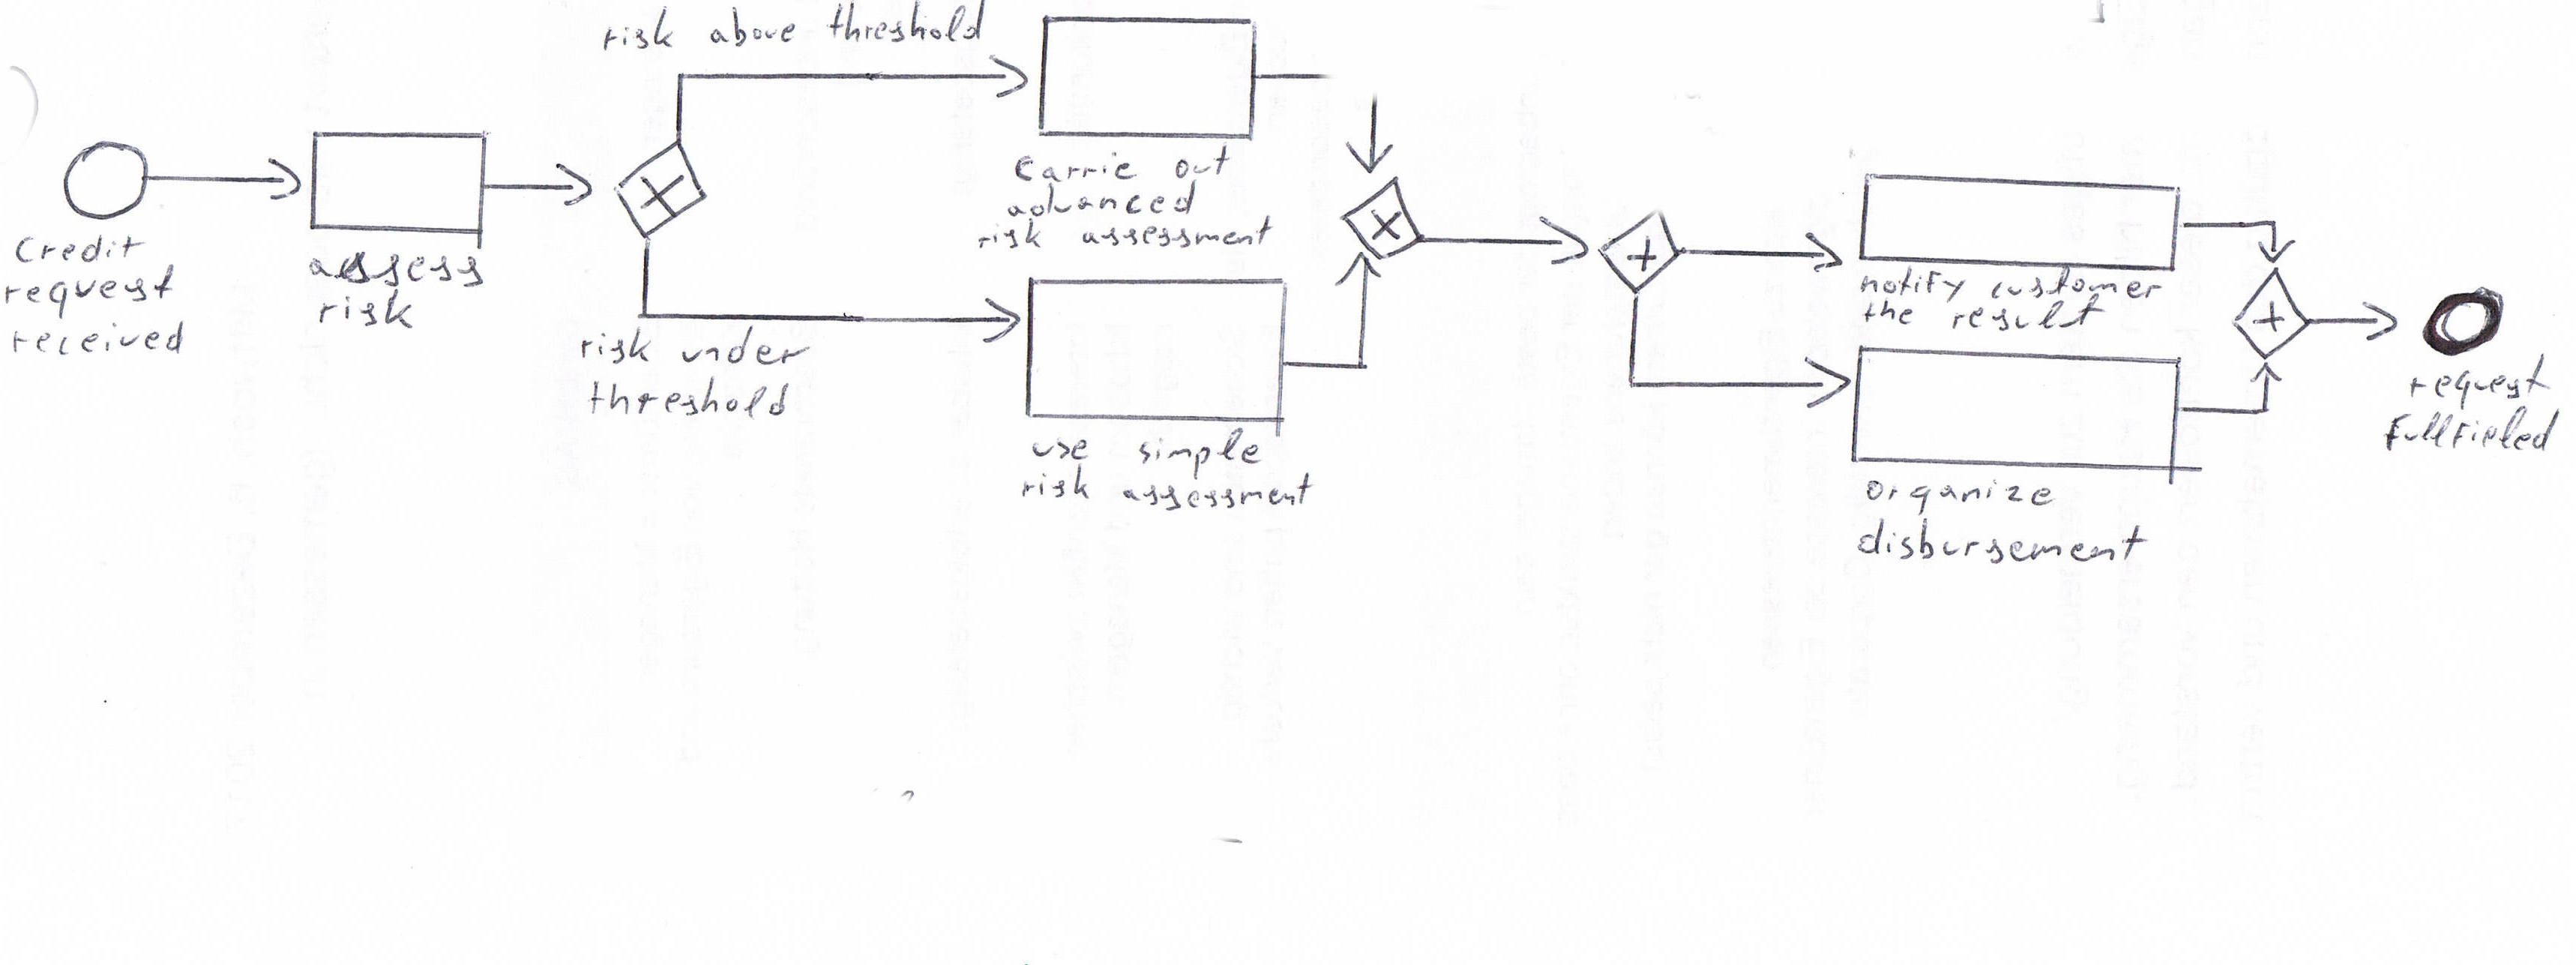 risk above threshold
Credit
request
received
assess
risk
risk under
threshold
carrie out
advanced
risk assessment
use simple
risk assessment
notify customer
the result
organize
disbursement
request
fullfieled